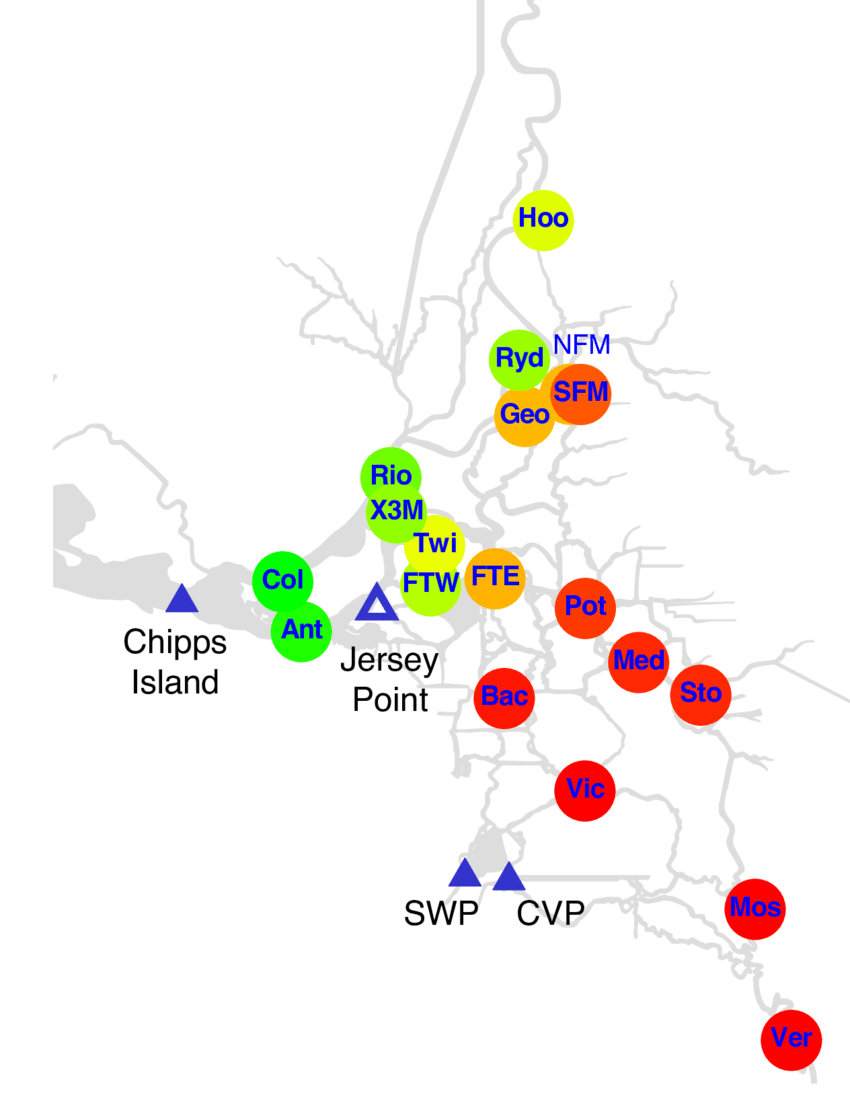 Hoo
NFM
Ryd
SFM
Geo
Rio
X3M
Twi
Col
FTW
FTE
Pot
Ant
Chipps
Island
Jersey
Point
Med
Sto
Bac
Vic
SWP
CVP
Mos
Ver